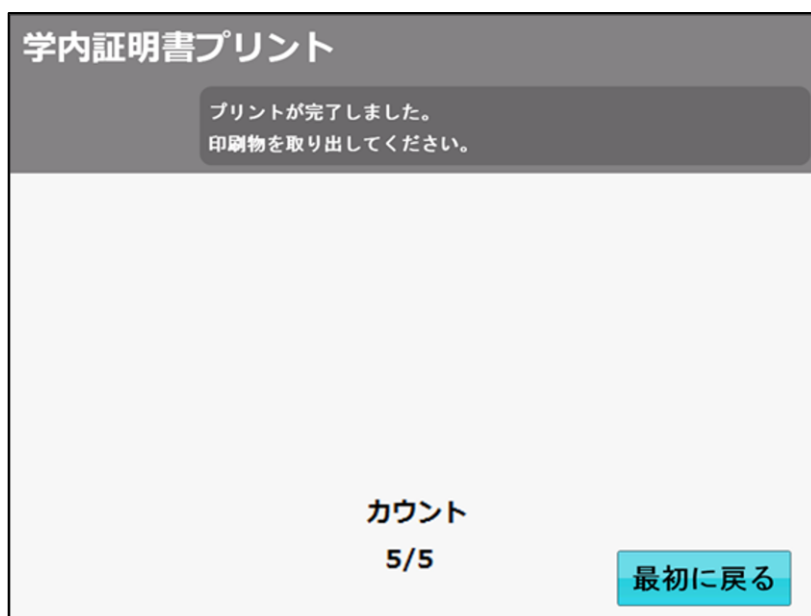 学内証明書プリント
プリントが完了しました。
印刷物を取り出してください。
カウント
5/5
最初に戻る